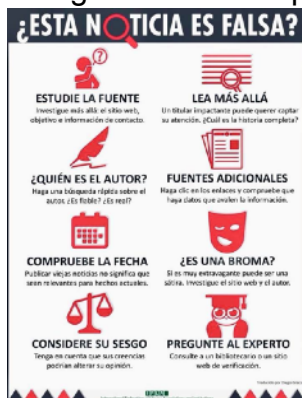 ¿ESTA NOTICIA ES FALSA?
ESTUDIE LA FUENTE
Investigue más allá: el sitio web,
objetivo e información de contacto.
LEA MÁS ALLÁ
Un titular impactante puede querer captar
su atención. ¿Cuál es la historia completa?
¿QUIÉN ES EL AUTOR?
Haga una búsqueda rápida sobre el
autor. ¿Es fiable? ¿Es real?
FUENTES ADICIONALES
Haga clic en los enlaces y compruebe que
haya datos que avalen la información.
COMPRUEBE LA FECHA
Publicar viejas noticias no significa que
sean relevantes para hechos actuales.
¿ES UNA BROMA?
Si es muy extravagante puede ser una
sátira. Investigue el sitio web y el autor.
CONSIDERE SU SESGO
Tenga en cuenta que sus creencias
podrían alterar su opinión.
PREGUNTE AL EXPERTO
Consulte a un bibliotecario o un sitio
web de verificación.